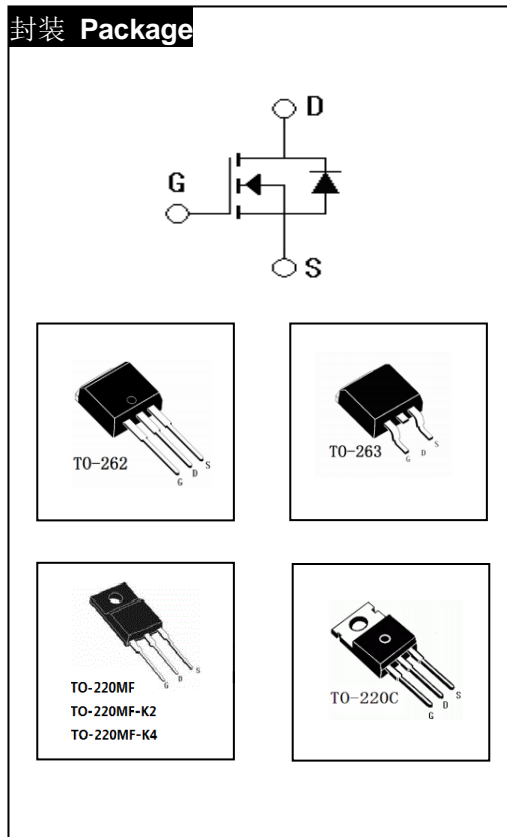 封装 Package
D
G
S
TO-262
G D S
TO-263
G D S
TO-220MF
TO-220MF-K2
TO-220MF-K4
G D S
TO-220C
G D S